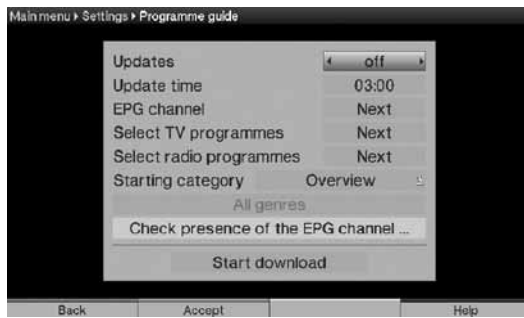 Main menu ▸ Settings ▸ Programme guide
Updates off
Update time 03:00
EPG channel Next
Select TV programmes Next
Select radio programmes Next
Starting category Overview
All genres
Check presence of the EPG channel ...
Start download
Back Accept Help